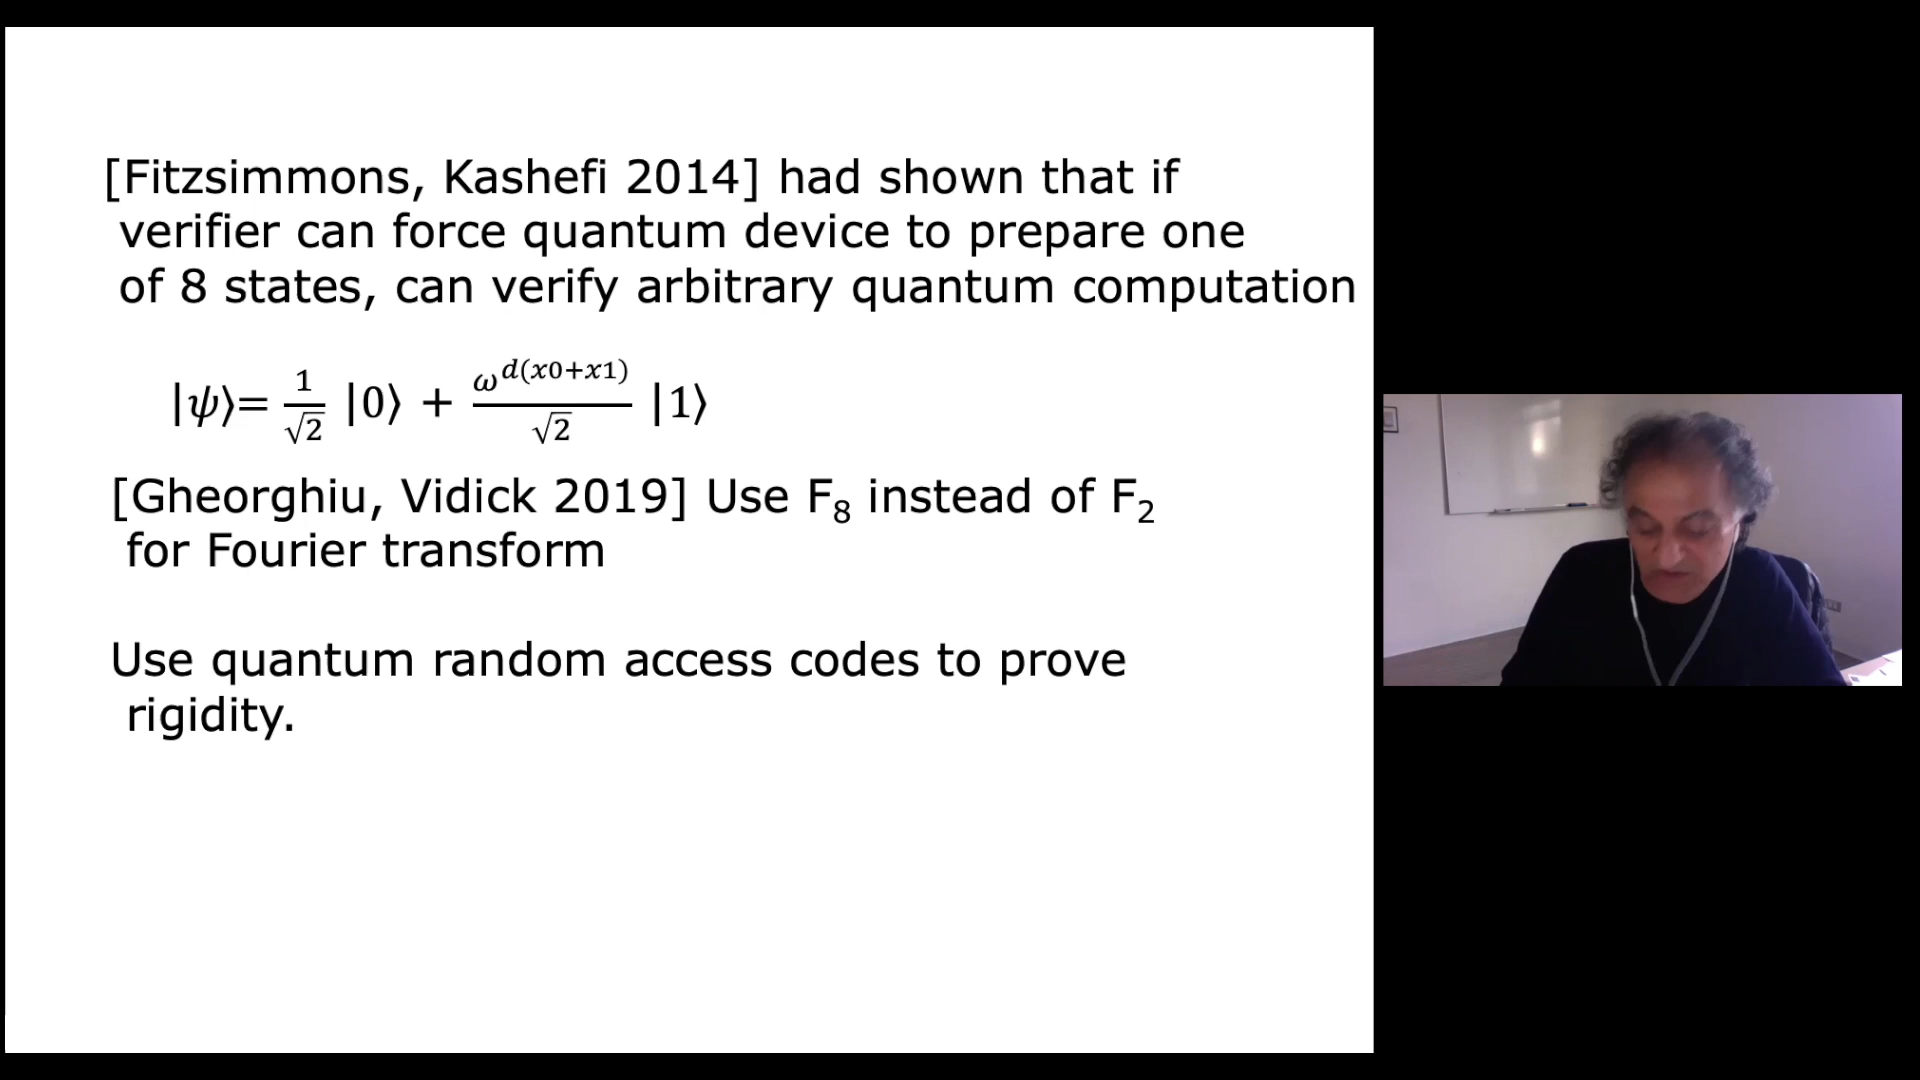 [Fitzsimmons, Kashefi 2014] had shown that if
verifier can force quantum device to prepare one
of 8 states, can verify arbitrary quantum computation
|ψ⟩= 1/√2 |0⟩ + ω^d(x0+x1)/√2 |1⟩
[Gheorghiu, Vidick 2019] Use F₈ instead of F₂
for Fourier transform
Use quantum random access codes to prove
rigidity.